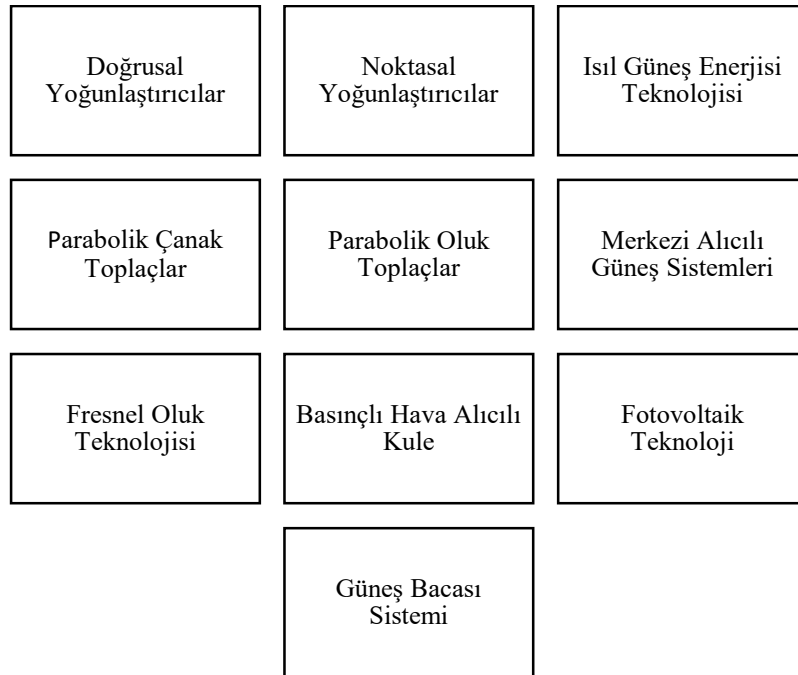 Doğrusal
Yoğunlaştırıcılar
Noktasal
Yoğunlaştırıcılar
Isıl Güneş Enerjisi
Teknolojisi
Parabolik Çanak
Toplaçlar
Parabolik Oluk
Toplaçlar
Merkezi Alıcılı
Güneş Sistemleri
Fresnel Oluk
Teknolojisi
Basınçlı Hava Alıcılı
Kule
Fotovoltaik
Teknoloji
Güneş Bacası
Sistemi